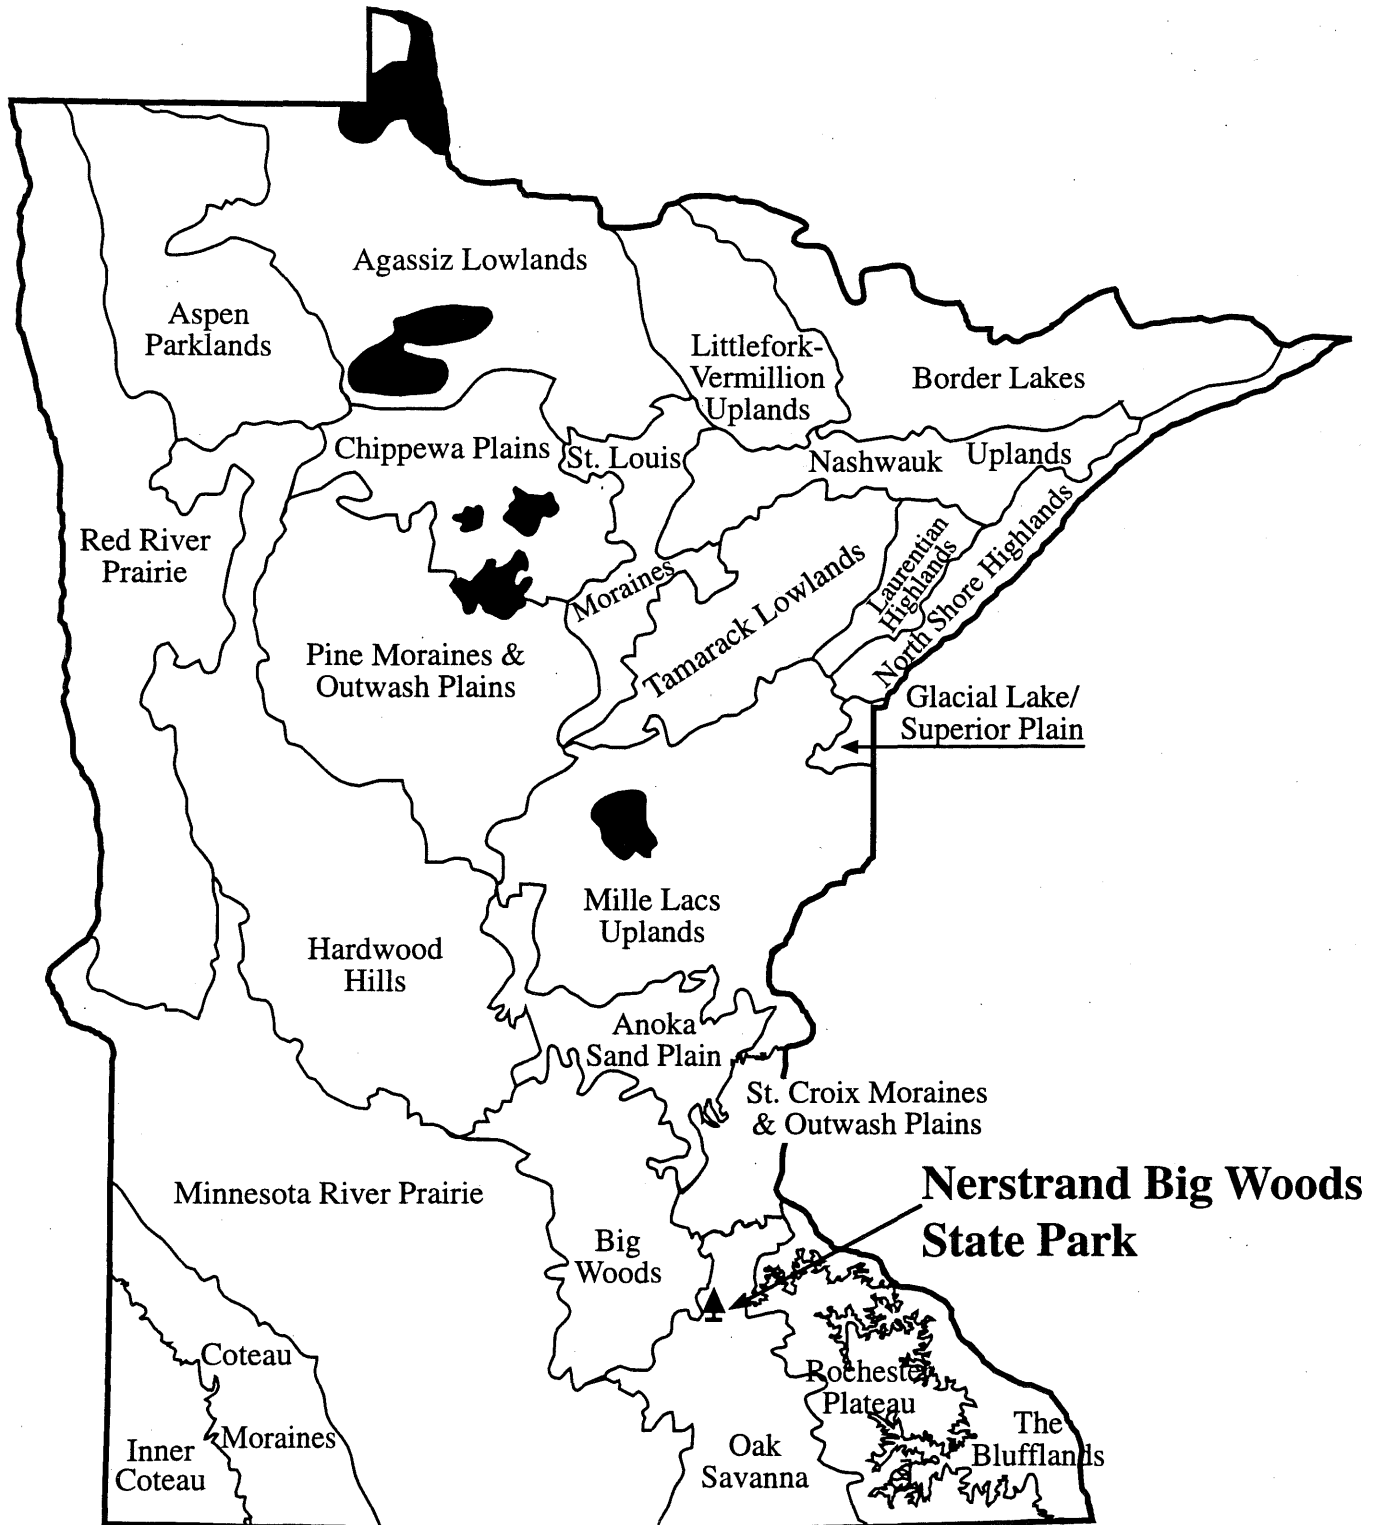 Agassiz Lowlands
Aspen
Parklands
Littlefork-
Vermillion
Uplands
Border Lakes
Chippewa Plains
St. Louis
Moraines
Nashwauk Uplands
Red River
Prairie
Laurentian
Highlands
North Shore Highlands
Tamarack Lowlands
Pine Moraines &
Outwash Plains
Glacial Lake/
Superior Plain
Mille Lacs
Uplands
Hardwood
Hills
Anoka
Sand Plain
St. Croix Moraines
& Outwash Plains
Minnesota River Prairie
Nerstrand Big Woods
State Park
Big
Woods
Coteau
Moraines
Inner
Coteau
Rochester
Plateau
Oak
Savanna
The
Blufflands